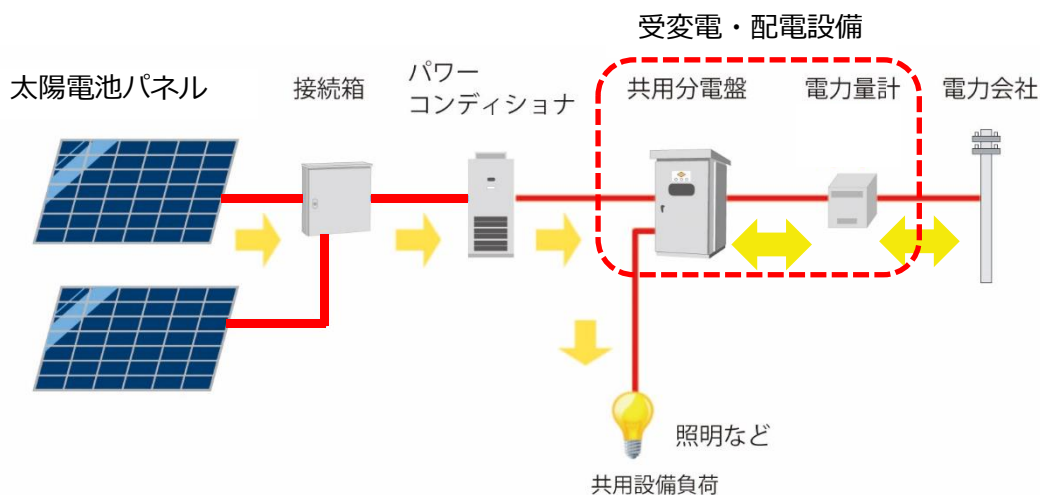 受変電・配電設備
太陽電池パネル
接続箱
パワー
コンディショナ
共用分電盤
電力量計
電力会社
照明など
共用設備負荷